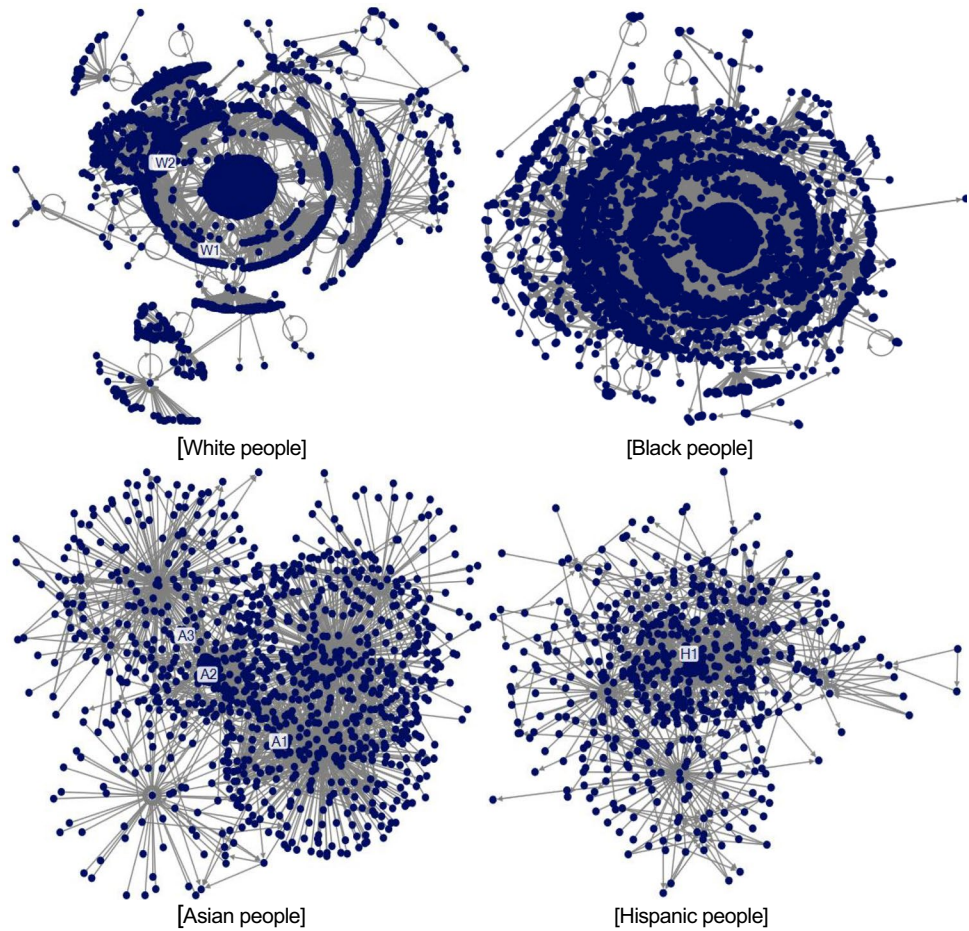 W2
W1
[White people]
[Black people]
A3
A2
A1
H1
[Asian people]
[Hispanic people]